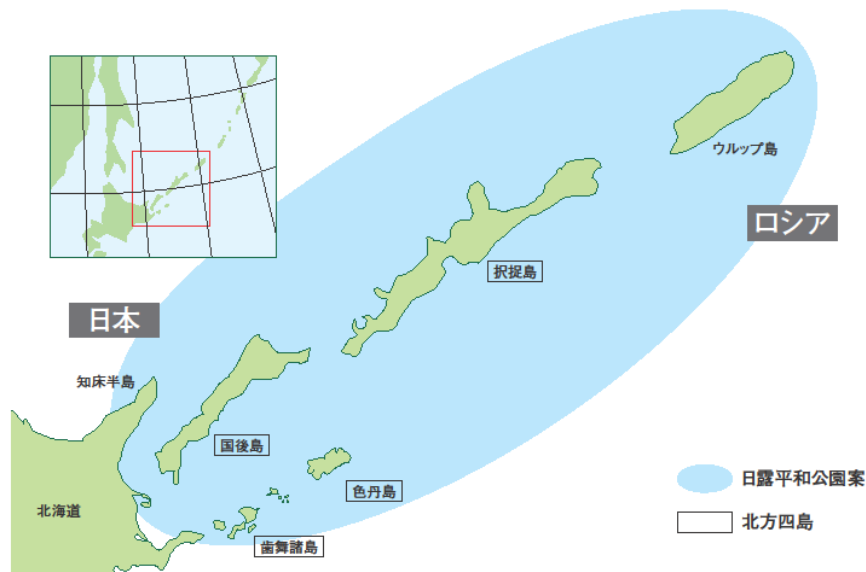 ウルップ島
ロシア
択捉島
日本
知床半島
国後島
色丹島
日露平和公園案
北海道
北方四島
歯舞諸島